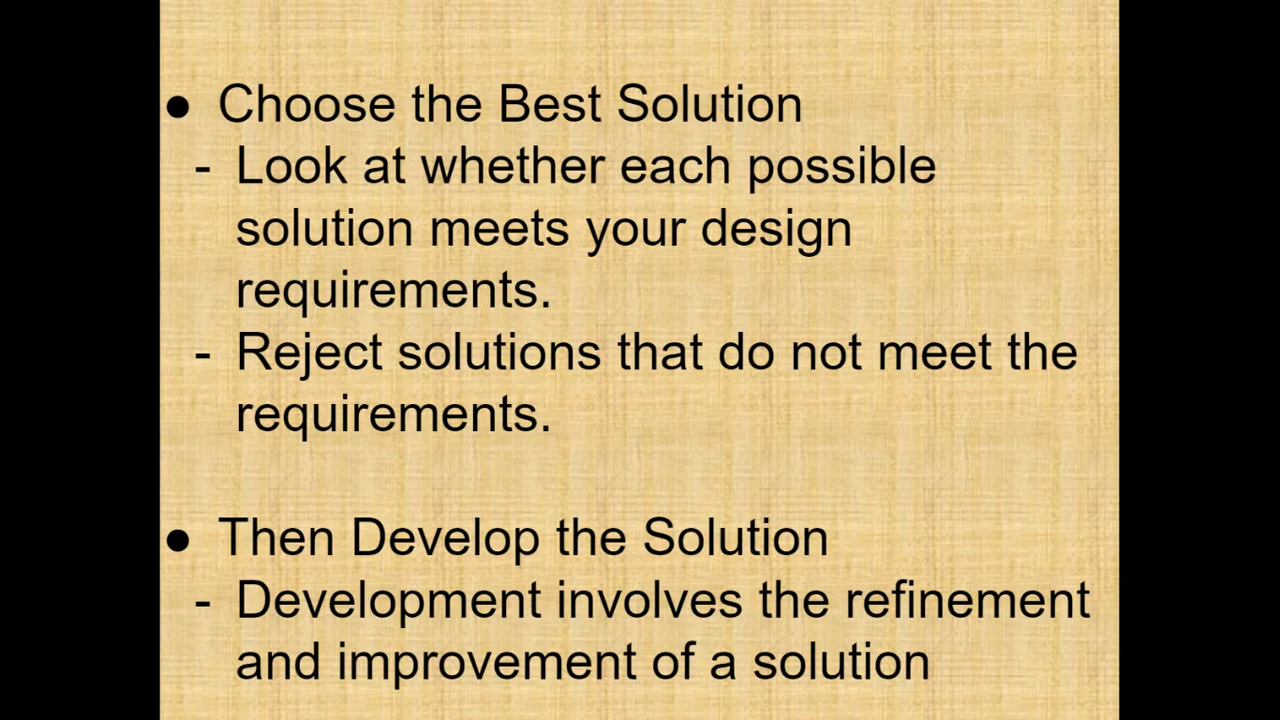 ● Choose the Best Solution
- Look at whether each possible
solution meets your design
requirements.
- Reject solutions that do not meet the
requirements.
● Then Develop the Solution
- Development involves the refinement
and improvement of a solution